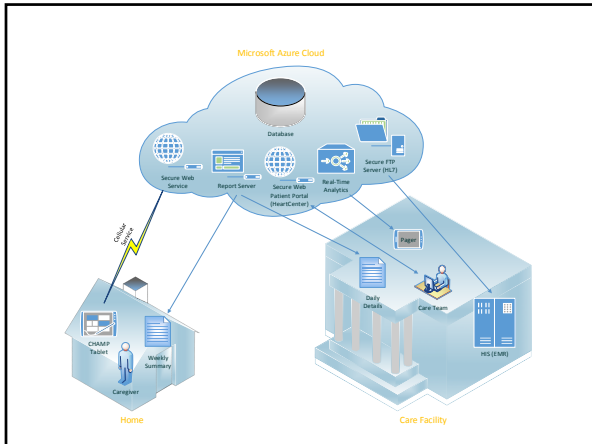 Microsoft Azure Cloud
Database
Secure Web
Service
Report Server
Secure Web
Patient Portal
(HeartCenter)
Real-Time
Analytics
Secure FTP
Server (HL7)
Cellular
Service
Pager
Daily
Details
Care Team
HIS (EMR)
CHAMP
Tablet
Weekly
Summary
Caregiver
Home
Care Facility